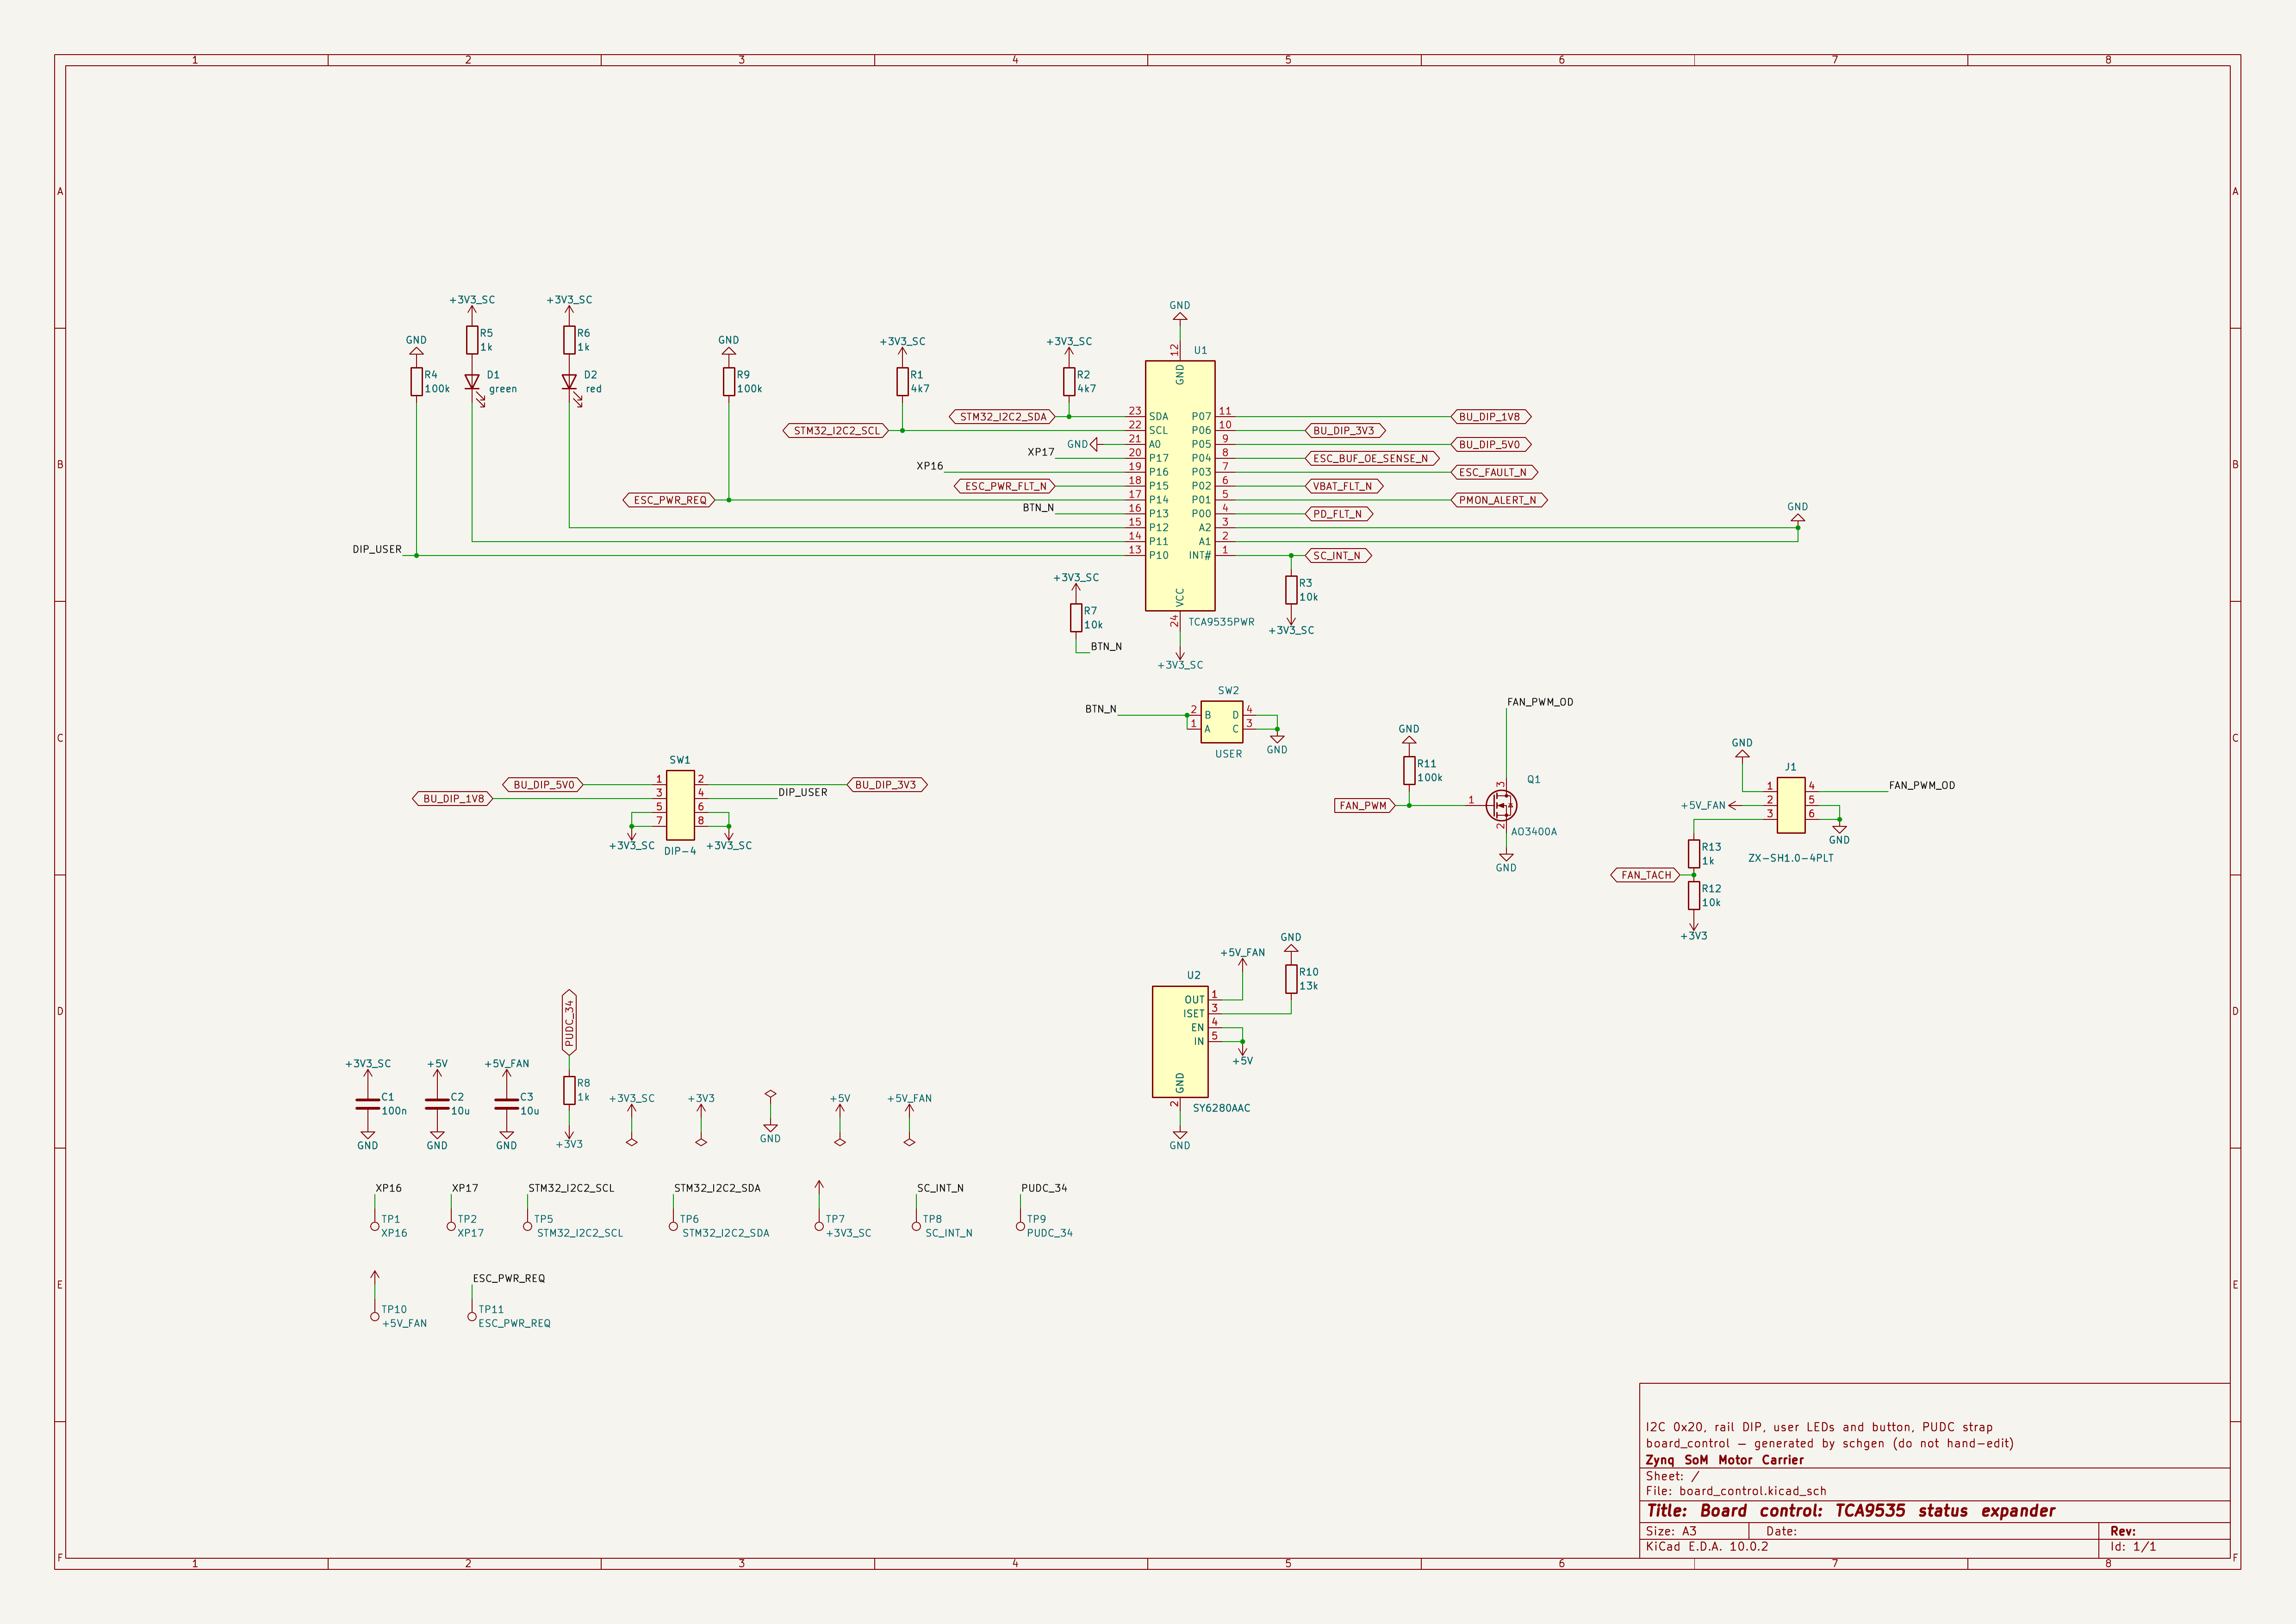 1 2 3 4 5 6 7 8
A A
B B
C C
D D
E E
F F
+3V3_SC
R5
1k
D1
green
+3V3_SC
R6
1k
D2
red
GND
R4
100k
GND
R9
100k
+3V3_SC
R1
4k7
+3V3_SC
R2
4k7
GND
12
U1
GND
STM32_I2C2_SDA 23 SDA P07 11 BU_DIP_1V8
STM32_I2C2_SCL 22 SCL P06 10 BU_DIP_3V3
GND 21 A0 P05 9 BU_DIP_5V0
XP17 20 P17 P04 8 ESC_BUF_OE_SENSE_N
XP16 19 P16 P03 7 ESC_FAULT_N
ESC_PWR_FLT_N 18 P15 P02 6 VBAT_FLT_N
ESC_PWR_REQ 17 P14 P01 5 PMON_ALERT_N
BTN_N 16 P13 P00 4 PD_FLT_N
15 P12 A2 3 GND
14 P11 A1 2
DIP_USER 13 P10 INT# 1 SC_INT_N
VCC
24
TCA9535PWR
+3V3_SC
R3
10k
+3V3_SC
+3V3_SC
R7
10k
BTN_N
SW2
BTN_N 2 B D 4
1 A C 3
USER
GND
SW1
BU_DIP_5V0 1 2 BU_DIP_3V3
BU_DIP_1V8 3 4 DIP_USER
5 6
7 8
+3V3_SC +3V3_SC
DIP-4
FAN_PWM_OD
GND
R11
100k
FAN_PWM 1
3
Q1
2
AO3400A
GND
GND
J1
1 4 FAN_PWM_OD
+5V_FAN 2 5
3 6
GND
ZX-SH1.0-4PLT
R13
1k
FAN_TACH
R12
10k
+3V3
+5V_FAN
GND
R10
13k
U2
OUT 1
ISET 3
EN 4
IN 5
+5V
GND
2
SY6280AAC
GND
PUDC_34
R8
1k
+3V3
+3V3_SC
C1
100n
GND
+5V
C2
10u
GND
+5V_FAN
C3
10u
GND
+3V3_SC
+3V3
GND
+5V
+5V_FAN
XP16
TP1
XP16
XP17
TP2
XP17
STM32_I2C2_SCL
TP5
STM32_I2C2_SCL
STM32_I2C2_SDA
TP6
STM32_I2C2_SDA
TP7
+3V3_SC
SC_INT_N
TP8
SC_INT_N
PUDC_34
TP9
PUDC_34
TP10
+5V_FAN
ESC_PWR_REQ
TP11
ESC_PWR_REQ
I2C 0x20, rail DIP, user LEDs and button, PUDC strap
board_control — generated by schgen (do not hand-edit)
Zynq SoM Motor Carrier
Sheet: /
File: board_control.kicad_sch
Title: Board control: TCA9535 status expander
Size: A3 Date: Rev:
KiCad E.D.A. 10.0.2 Id: 1/1
1 2 3 4 5 6 7 8